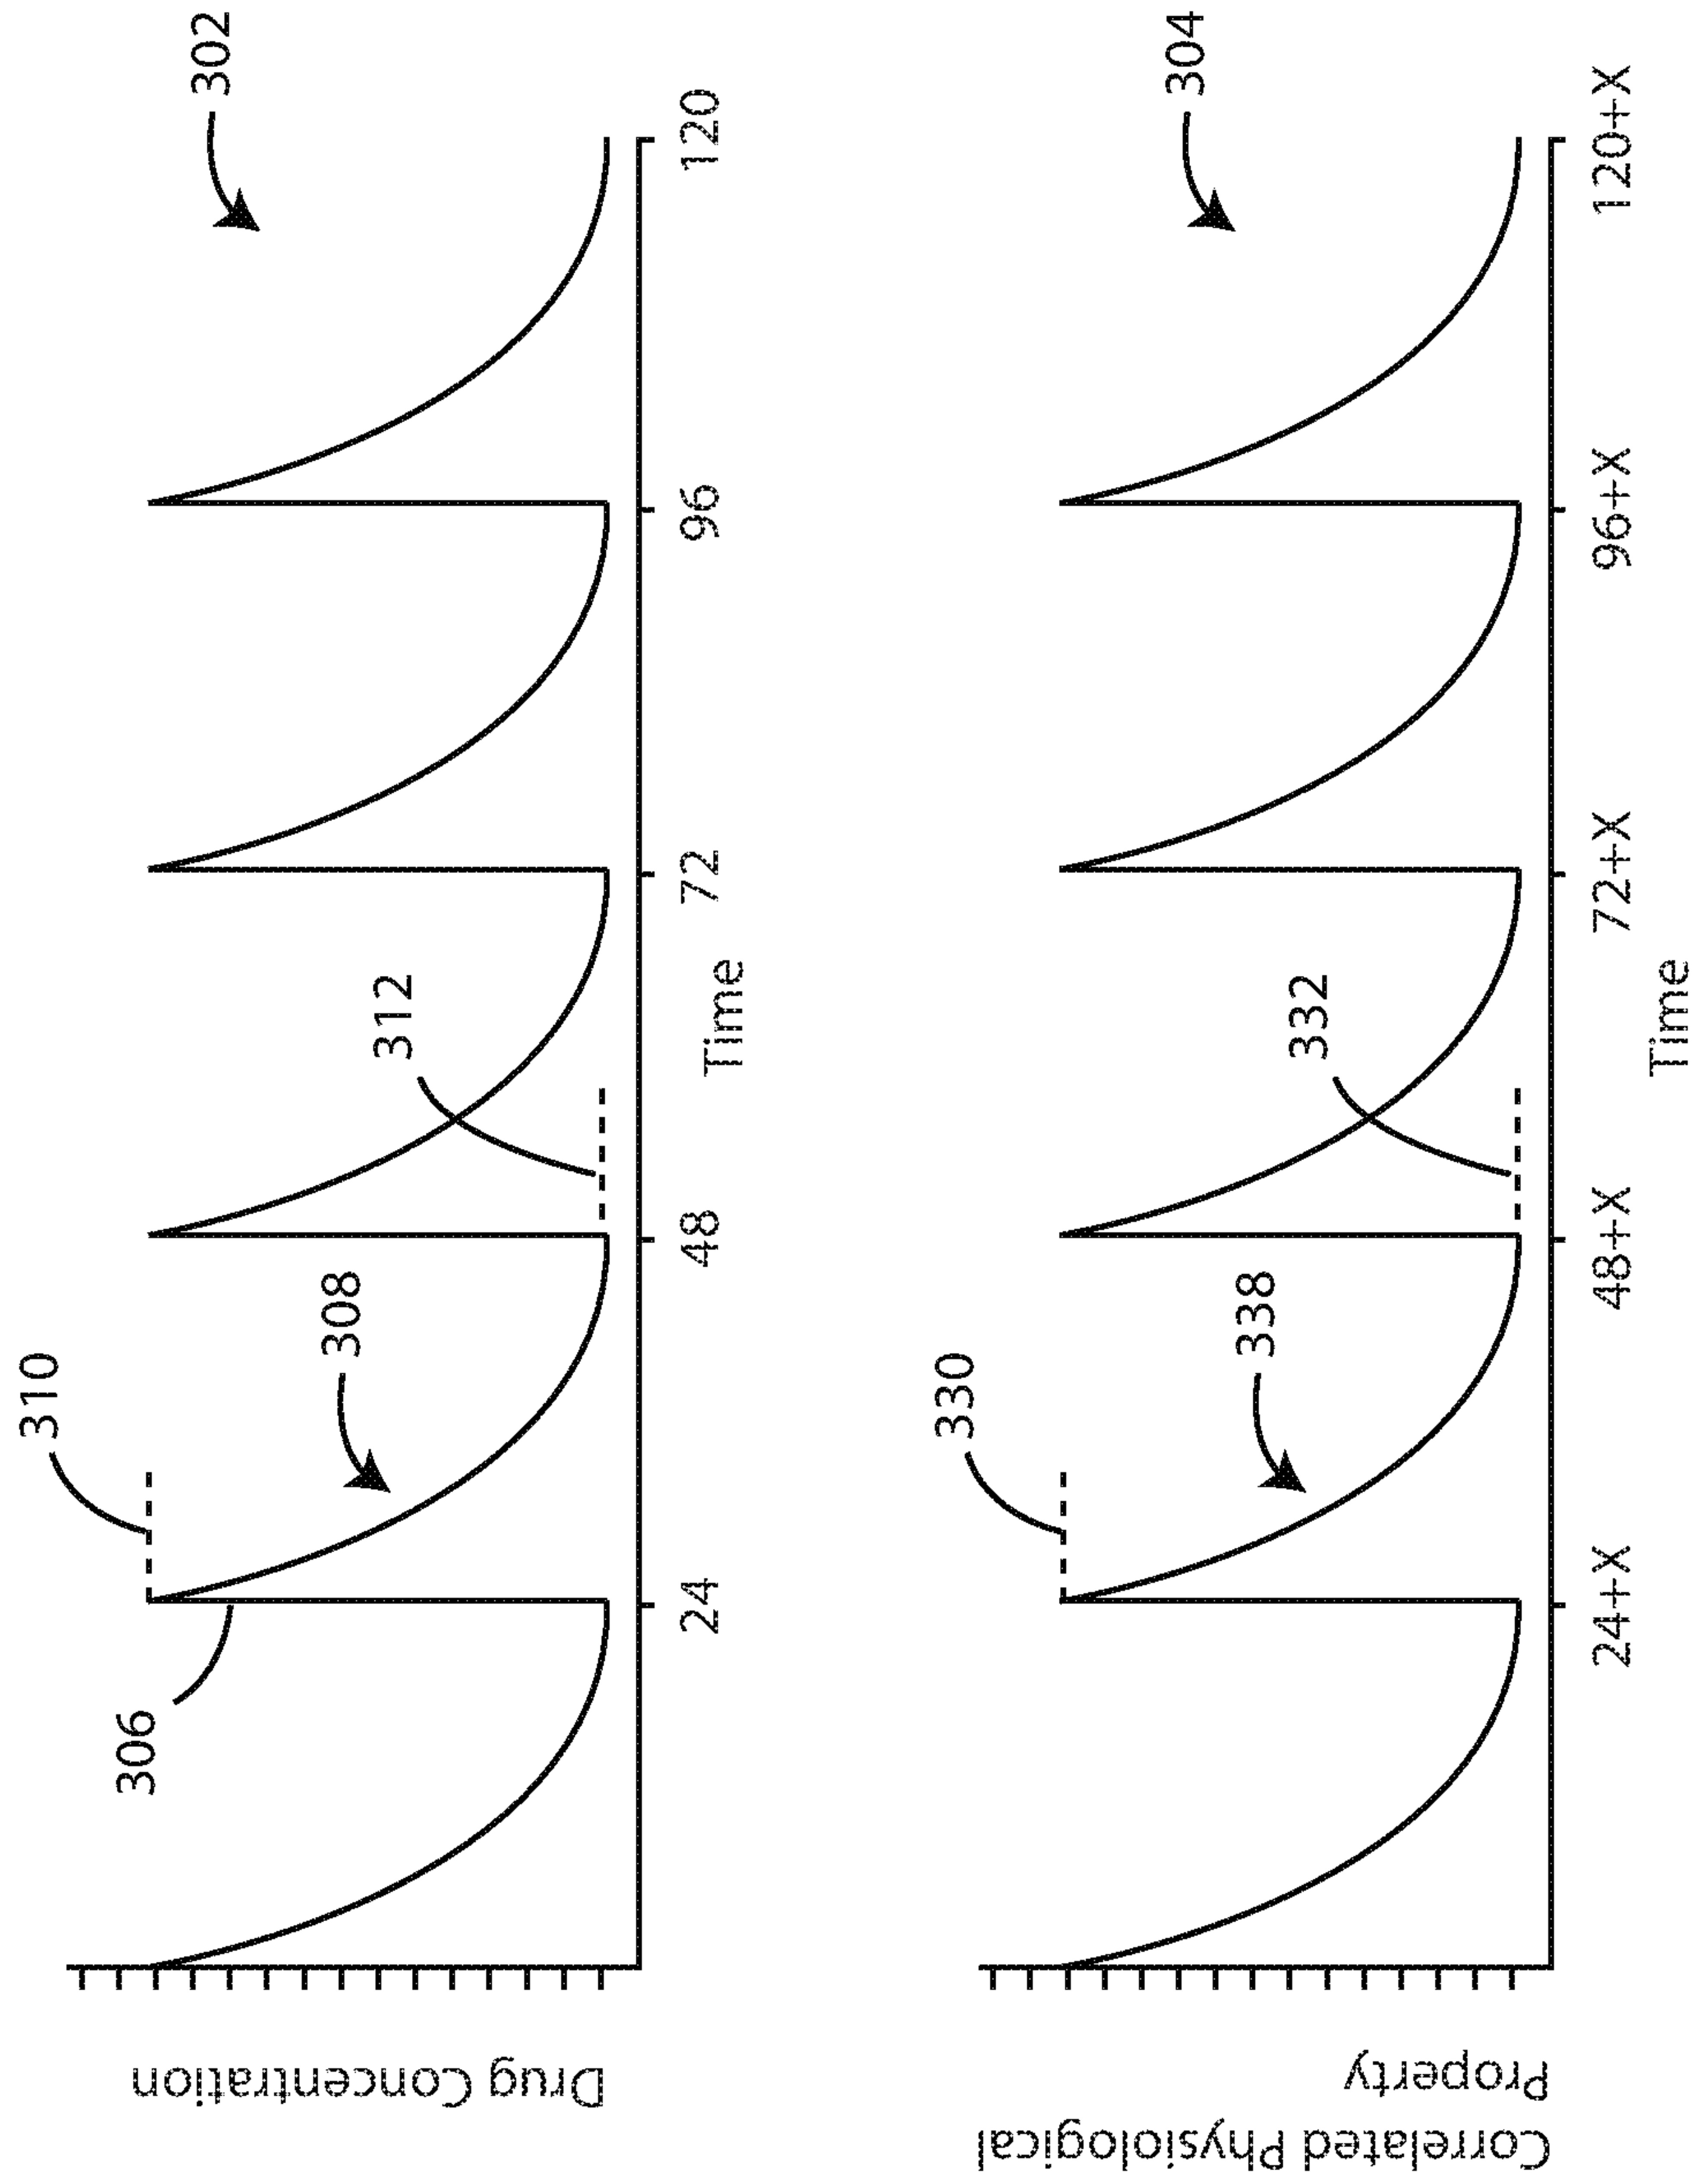 302
310
306
308
312
Drug Concentration
24
48
72
96
120
Time
304
330
338
332
Correlated Physiological
Property
24+X
48+X
72+X
96+X
120+X
Time